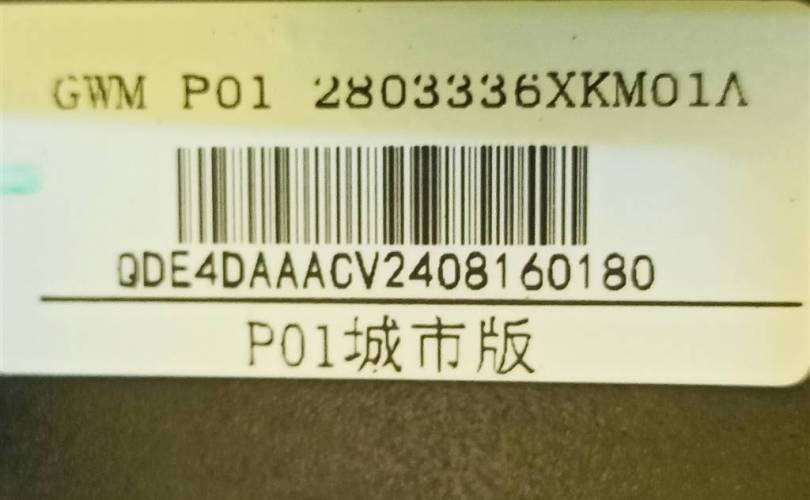 GWM P01 2803336XKM01A
QDE4DAAACV2408160180
P01城市版